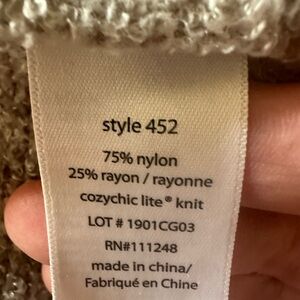 style 452
75% nylon
25% rayon / rayonne
cozychic lite® knit
LOT # 1901CG03
RN#111248
made in china/
Fabriqué en Chine